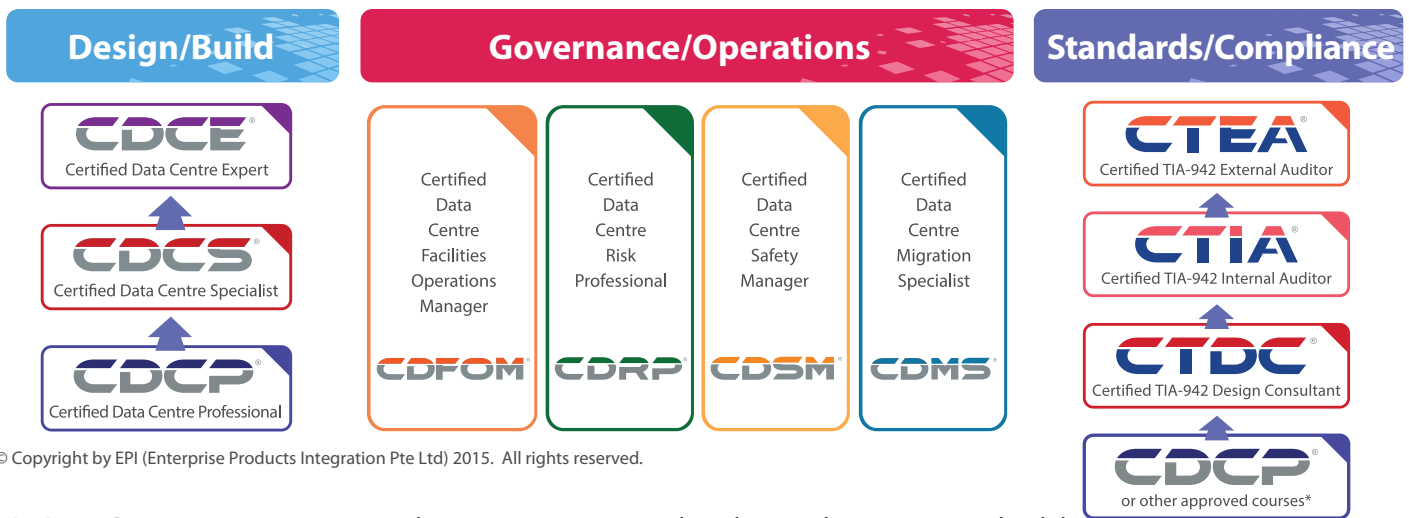 Design/Build
Governance/Operations
Standards/Compliance
CDCE®
Certified Data Centre Expert
CDCS®
Certified Data Centre Specialist
CDCP®
Certified Data Centre Professional
Certified
Data
Centre
Facilities
Operations
Manager
CDFOM®
Certified
Data
Centre
Risk
Professional
CDRP®
Certified
Data
Centre
Safety
Manager
CDSM®
Certified
Data
Centre
Migration
Specialist
CDMS®
CTEA®
Certified TIA-942 External Auditor
CTIA®
Certified TIA-942 Internal Auditor
CTDC®
Certified TIA-942 Design Consultant
CDCP®
or other approved courses*
© Copyright by EPI (Enterprise Products Integration Pte Ltd) 2015. All rights reserved.